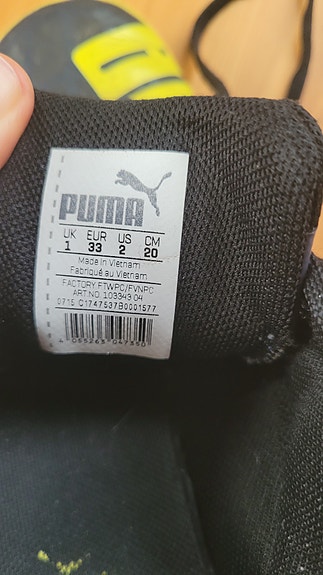 PUMA
UK EUR US CM
1 33 2 20
Made in Vietnam
Fabriqué au Vietnam
FACTORY FTWPC/FVNPC
ART NO. 103343 04
0715 C1747537B0001577